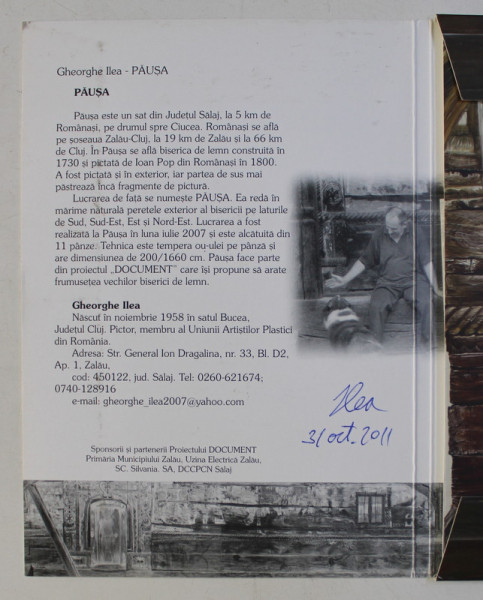 Gheorghe Ilea - PĂUŞA
PĂUŞA
Păuşa este un sat din Judeţul Sălaj, la 5 km de
Românaşi, pe drumul spre Ciucea. Românaşi se află
pe şoseaua Zalău-Cluj, la 19 km de Zalău şi la 66 km
de Cluj. În Păuşa se află biserica de lemn construită în
1730 şi pictată de Ioan Pop din Românaşi în 1800.
A fost pictată şi în exterior, iar partea de sus mai
păstrează încă fragmente de pictură.
Lucrarea de faţă se numeşte PĂUŞA. Ea redă în
mărime naturală peretele exterior al bisericii pe laturile
de Sud, Sud-Est, Est si Nord-Est. Lucrarea a fost
realizată la Păuşa în luna iulie 2007 şi este alcătuită din
11 pânze. Tehnica este tempera ou-ulei pe pânză şi
are dimensiunea de 200/1660 cm. Păuşa face parte
din proiectul „DOCUMENT" care îşi propune să arate
frumuseţea vechilor biserici de lemn.
Gheorghe Ilea
Născut în noiembrie 1958 în satul Bucea,
Judeţul Cluj. Pictor, membru al Uniunii Artiştilor Plastici
din România.
Adresa: Str. General Ion Dragalina, nr. 33, Bl. D2,
Ap. 1, Zalău,
cod: 450122, jud. Sălaj. Tel: 0260-621674;
0740-128916
e-mail: gheorghe_ilea2007@yahoo.com
Ilea
31 oct. 2011
Sponsorii şi partenerii Proiectului DOCUMENT
Primăria Municipiului Zalău, Uzina Electrică Zalău,
SC. Silvania. SA, DCCPCN Sălaj